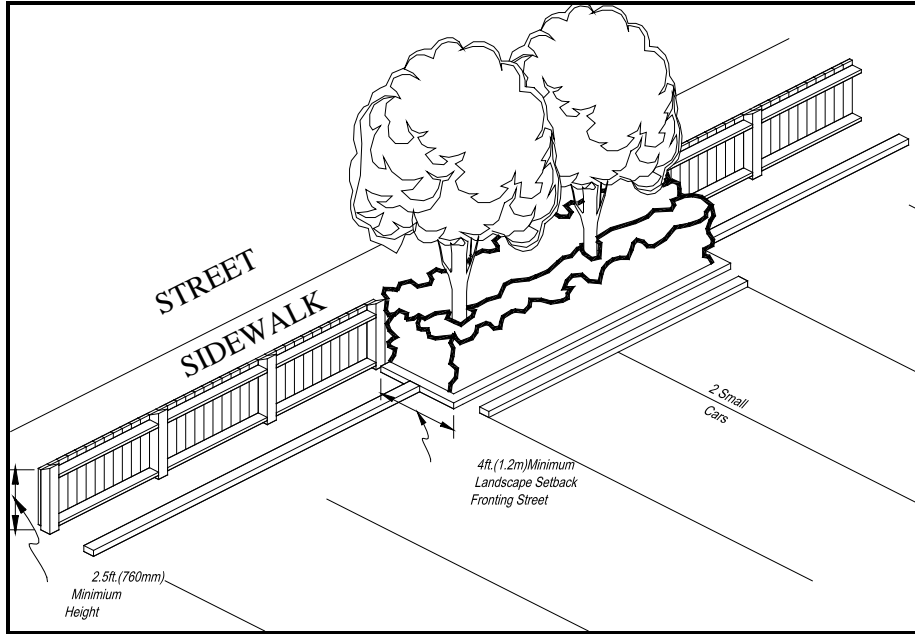 STREET
SIDEWALK
2 Small
Cars
4ft.(1.2m)Minimum
Landscape Setback
Fronting Street
2.5ft.(760mm)
Minimium
Height